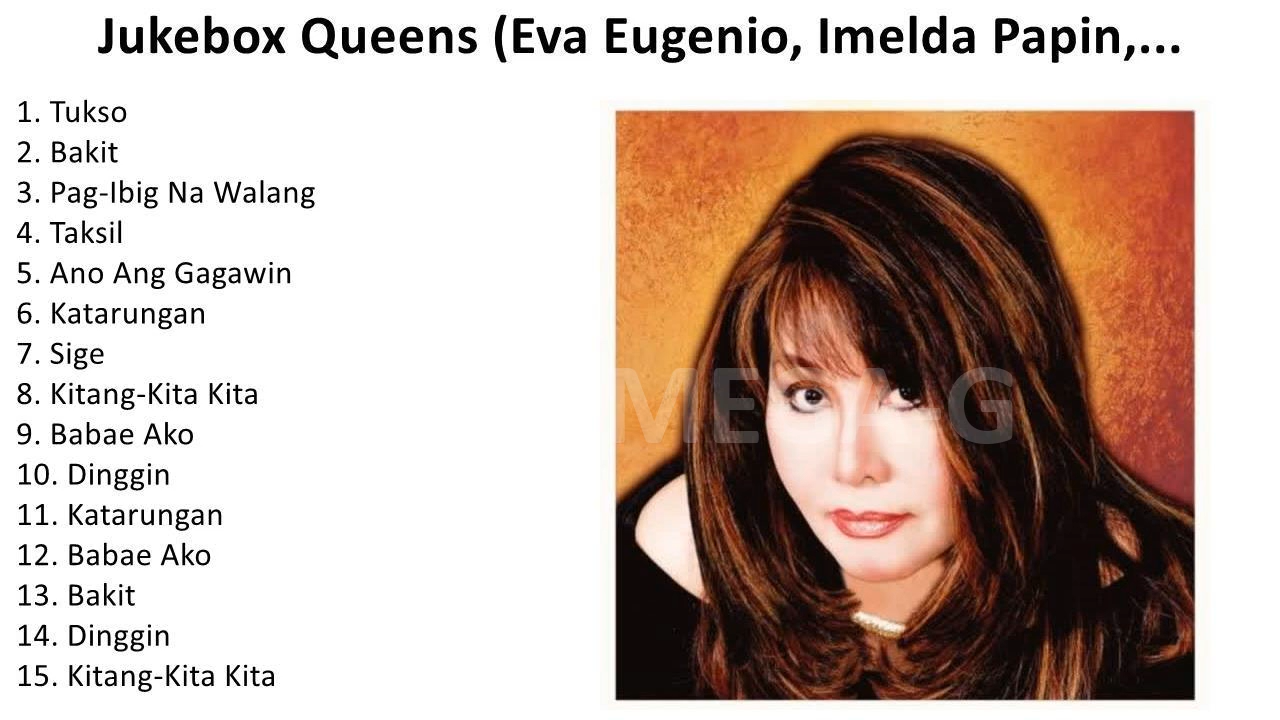 Jukebox Queens (Eva Eugenio, Imelda Papin,...
1. Tukso
2. Bakit
3. Pag-Ibig Na Walang
4. Taksil
5. Ano Ang Gagawin
6. Katarungan
7. Sige
8. Kitang-Kita Kita
9. Babae Ako
10. Dinggin
11. Katarungan
12. Babae Ako
13. Bakit
14. Dinggin
15. Kitang-Kita Kita